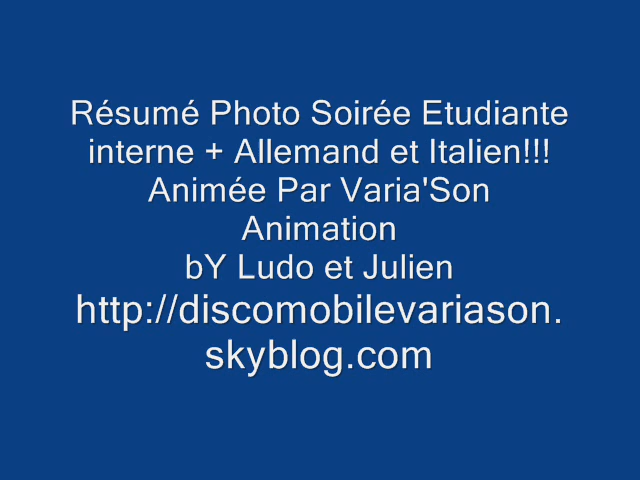 Résumé Photo Soirée Etudiante
interne + Allemand et Italien!!!
Animée Par Varia'Son
Animation
bY Ludo et Julien
http://discomobilevariason.
skyblog.com